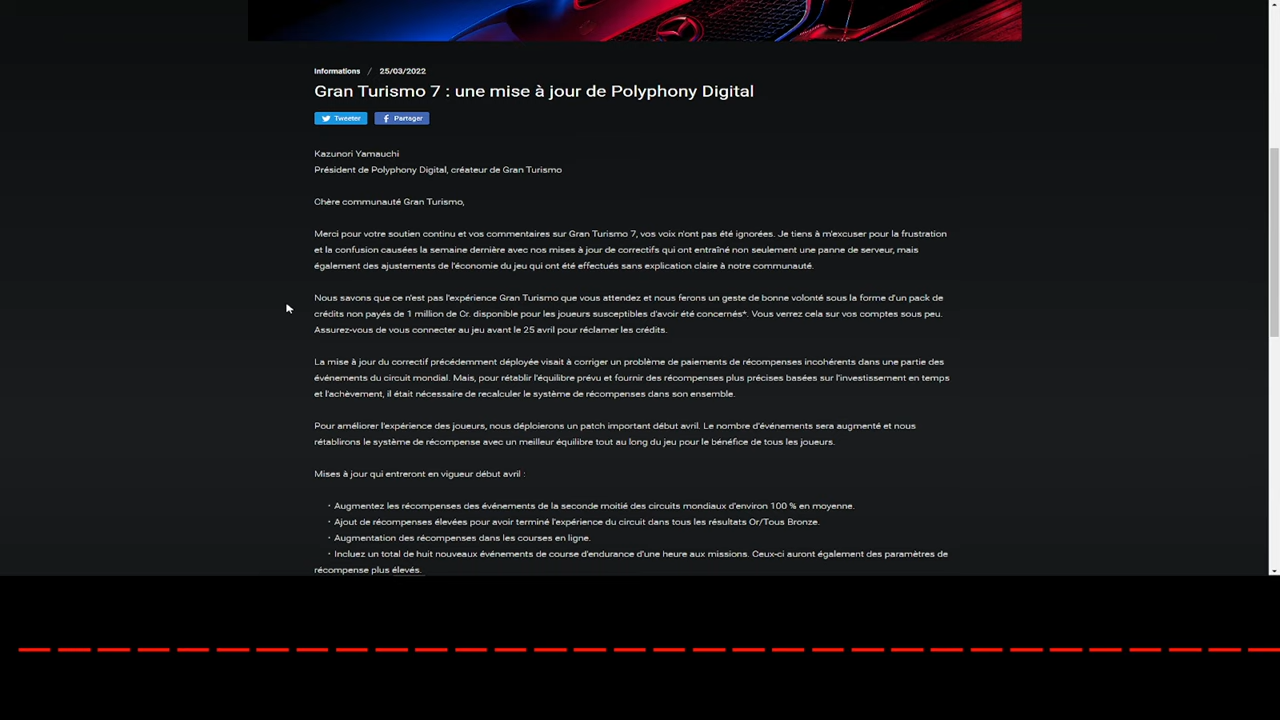 Informations / 25/03/2022
Gran Turismo 7 : une mise à jour de Polyphony Digital
Tweeter Partager
Kazunori Yamauchi
Président de Polyphony Digital, créateur de Gran Turismo
Chère communauté Gran Turismo,
Merci pour votre soutien continu et vos commentaires sur Gran Turismo 7, vos voix n'ont pas été ignorées. Je tiens à m'excuser pour la frustration
et la confusion causées la semaine dernière avec nos mises à jour de correctifs qui ont entraîné non seulement une panne de serveur, mais
également des ajustements de l'économie du jeu qui ont été effectués sans explication claire à notre communauté.
Nous savons que ce n'est pas l'expérience Gran Turismo que vous attendez et nous ferons un geste de bonne volonté sous la forme d'un pack de
crédits non payés de 1 million de Cr. disponible pour les joueurs susceptibles d'avoir été concernés*. Vous verrez cela sur vos comptes sous peu.
Assurez-vous de vous connecter au jeu avant le 25 avril pour réclamer les crédits.
La mise à jour du correctif précédemment déployée visait à corriger un problème de paiements de récompenses incohérents dans une partie des
événements du circuit mondial. Mais, pour rétablir l'équilibre prévu et fournir des récompenses plus précises basées sur l'investissement en temps
et l'achèvement, il était nécessaire de recalculer le système de récompenses dans son ensemble.
Pour améliorer l'expérience des joueurs, nous déploierons un patch important début avril. Le nombre d'événements sera augmenté et nous
rétablirons le système de récompense avec un meilleur équilibre tout au long du jeu pour le bénéfice de tous les joueurs.
Mises à jour qui entreront en vigueur début avril :
・Augmentez les récompenses des événements de la seconde moitié des circuits mondiaux d'environ 100 % en moyenne.
・Ajout de récompenses élevées pour avoir terminé l'expérience du circuit dans tous les résultats Or/Tous Bronze.
・Augmentation des récompenses dans les courses en ligne.
・Incluez un total de huit nouveaux événements de course d'endurance d'une heure aux missions. Ceux-ci auront également des paramètres de
récompense plus élevés.